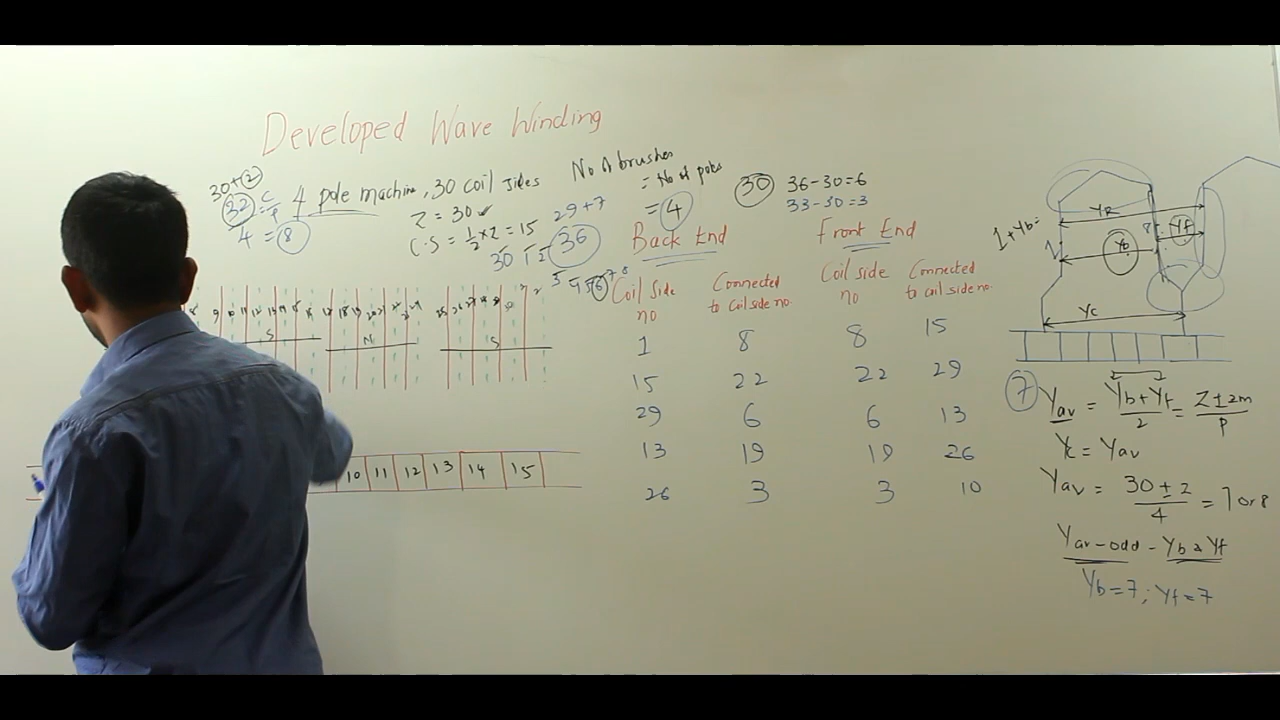 Developed Wave Winding
30+(2)
32 C/P
4 = 8
4 pole machine, 30 coil sides
Z = 30
C.S = 1/2 × Z = 15
No of brushes
= No of poles
= 4
29+7
36
30
36-30=6
33-30=3
Back End
Front End
Coil side no
Connected to coil side no.
Coil side no
Connected to coil side no.
1 8 8 15
15 22 22 29
29 6 6 13
13 19 19 26
26 3 3 10
S N S
10 11 12 13 14 15
1+Yb=
YR
Yb
Yf
1
8
Yc
7
Yav = Yb+Yf/2 = Z±2m/P
Yc = Yav
Yav = 30±2/4 = 7 or 8
Yav-odd - Yb & Yf
Yb=7; Yf=7